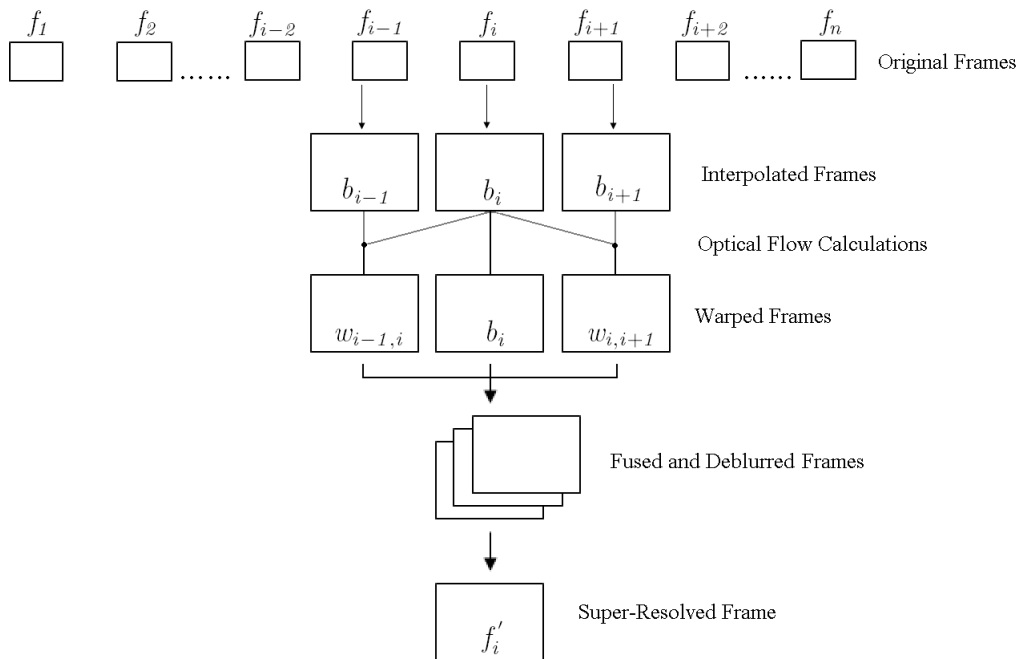 f1 f2 fi−2 fi−1 fi fi+1 fi+2 fn
...... ...... Original Frames
bi−1 bi bi+1 Interpolated Frames
Optical Flow Calculations
wi−1,i bi wi,i+1 Warped Frames
Fused and Deblurred Frames
Super-Resolved Frame
fi′